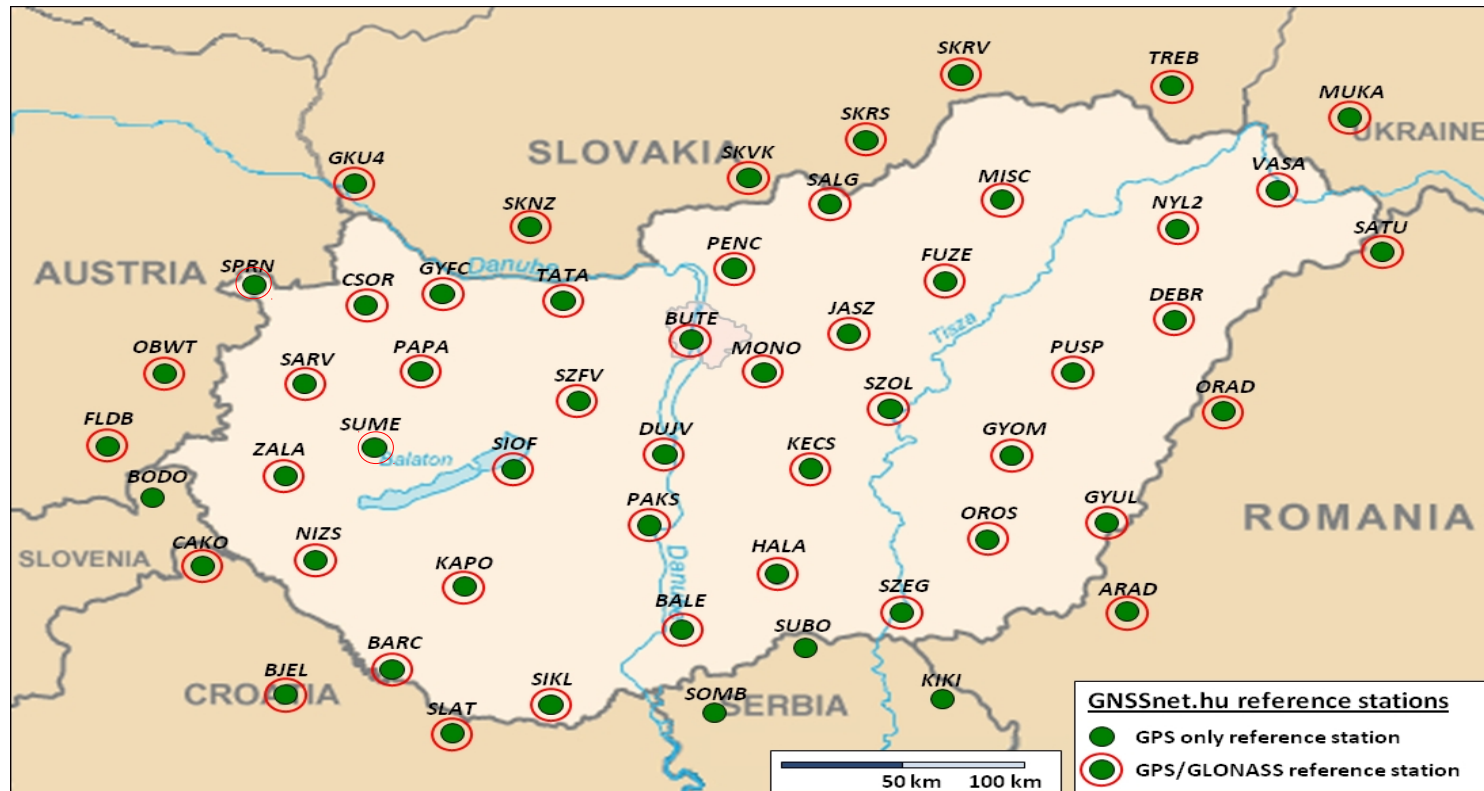 SKRV
TREB
MUKA
SKRS
UKRAINE
SLOVAKIA
GKU4
SKVK
SALG
MISC
VASA
SKNZ
NYL2
PENC
SATU
AUSTRIA
SPRN
CSOR
GYFC
Danube
TATA
FUZE
DEBR
BUTE
JASZ
Tisza
OBWT
SARV
PAPA
SZFV
MONO
PUSP
SZOL
ORAD
FLDB
SUME
ZALA
Balaton
SIOF
DUJV
KECS
GYOM
BODO
PAKS
OROS
GYUL
ROMANIA
SLOVENIA
CAKO
NIZS
KAPO
Danube
HALA
BALE
SZEG
ARAD
SUBO
BARC
BJEL
CROATIA
SLAT
SIKL
SOMB
SERBIA
KIKI
GNSSnet.hu reference stations
GPS only reference station
GPS/GLONASS reference station
50 km 100 km